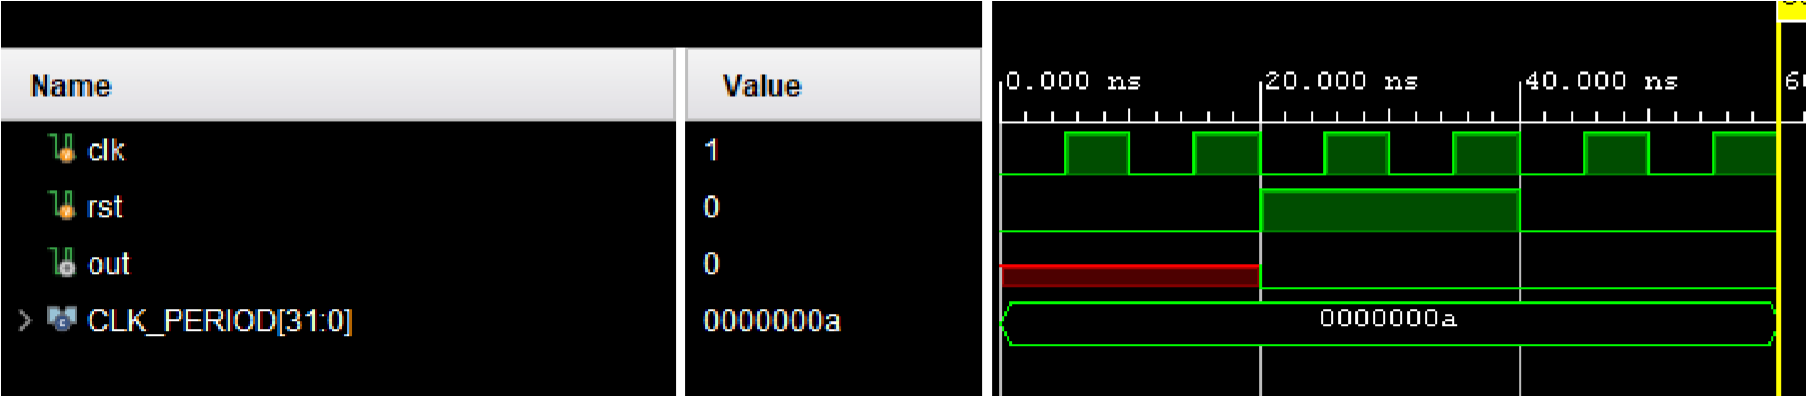 Name Value
0.000 ns 20.000 ns 40.000 ns
clk 1
rst 0
out 0
CLK_PERIOD[31:0] 0000000a 0000000a